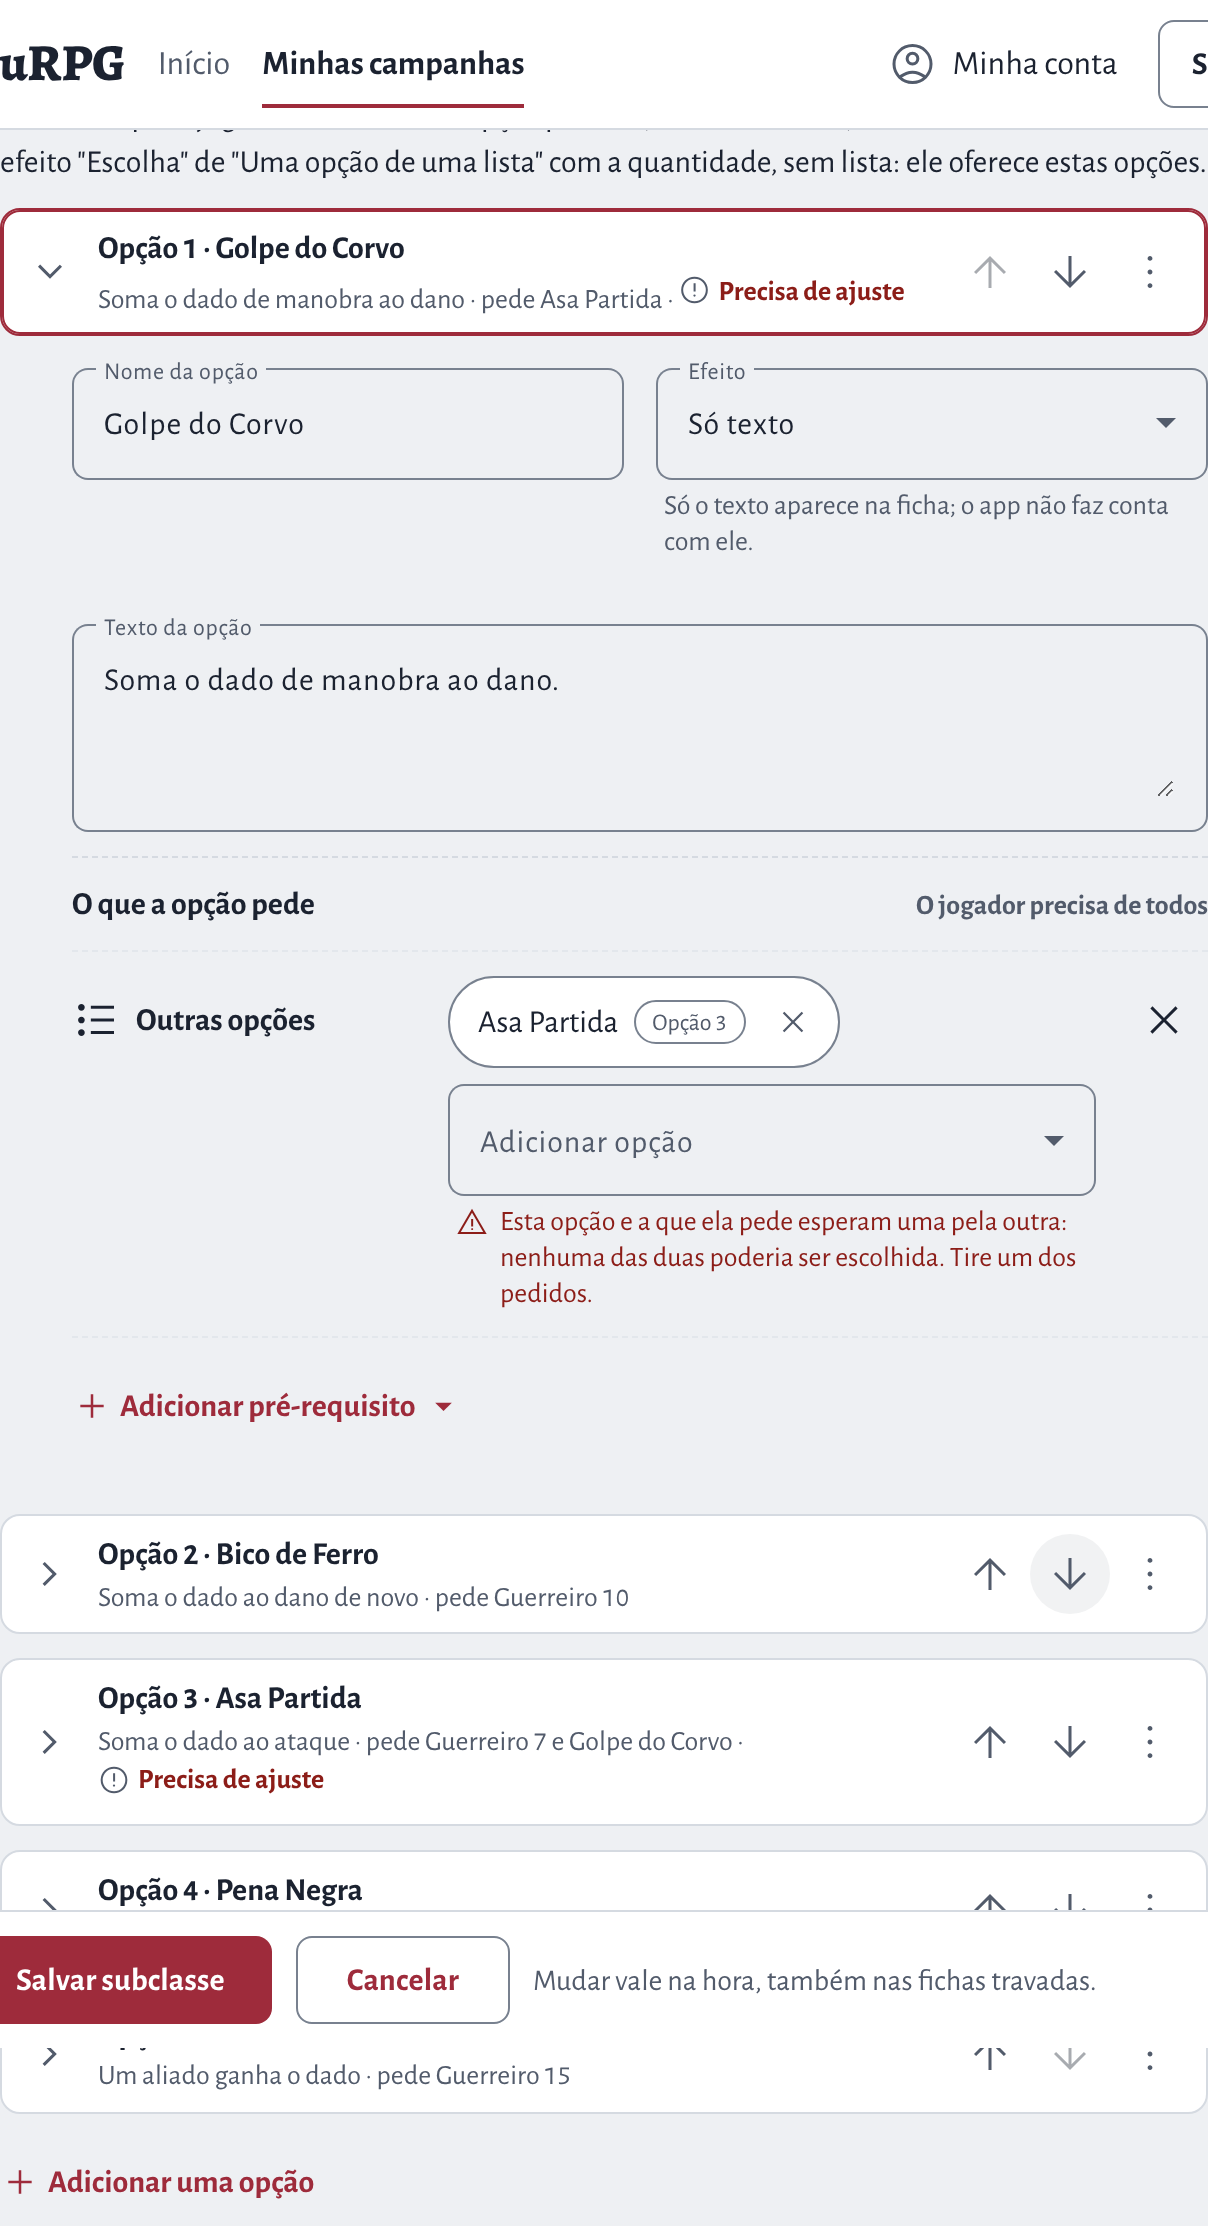 uRPG Início Minhas campanhas Minha conta S
efeito "Escolha" de "Uma opção de uma lista" com a quantidade, sem lista: ele oferece estas opções.
Opção 1 · Golpe do Corvo
Soma o dado de manobra ao dano · pede Asa Partida · Precisa de ajuste
Nome da opção
Golpe do Corvo
Efeito
Só texto
Só o texto aparece na ficha; o app não faz conta
com ele.
Texto da opção
Soma o dado de manobra ao dano.
O que a opção pede
O jogador precisa de todos
Outras opções
Asa Partida Opção 3
Adicionar opção
Esta opção e a que ela pede esperam uma pela outra:
nenhuma das duas poderia ser escolhida. Tire um dos
pedidos.
Adicionar pré-requisito
Opção 2 · Bico de Ferro
Soma o dado ao dano de novo · pede Guerreiro 10
Opção 3 · Asa Partida
Soma o dado ao ataque · pede Guerreiro 7 e Golpe do Corvo ·
Precisa de ajuste
Opção 4 · Pena Negra
Salvar subclasse Cancelar Mudar vale na hora, também nas fichas travadas.
Um aliado ganha o dado · pede Guerreiro 15
Adicionar uma opção